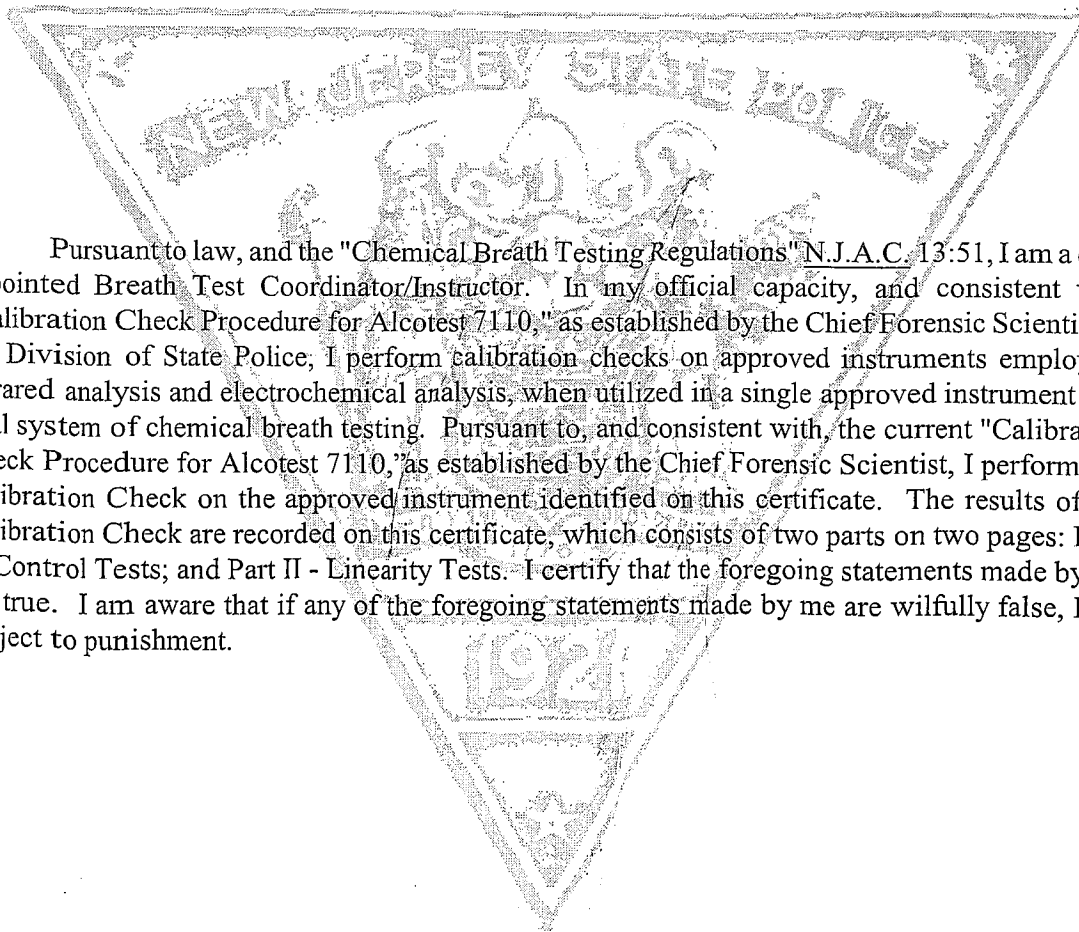 NEW JERSEY STATE POLICE
Pursuant to law, and the "Chemical Breath Testing Regulations" N.J.A.C. 13:51, I am a
ointed Breath Test Coordinator/Instructor. In my official capacity, and consistent
alibration Check Procedure for Alcotest 7110," as established by the Chief Forensic Scienti
Division of State Police, I perform calibration checks on approved instruments employ
rared analysis and electrochemical analysis, when utilized in a single approved instrument
l system of chemical breath testing. Pursuant to, and consistent with, the current "Calibra
eck Procedure for Alcotest 7110," as established by the Chief Forensic Scientist, I perform
ibration Check on the approved instrument identified on this certificate. The results of
ibration Check are recorded on this certificate, which consists of two parts on two pages:
Control Tests; and Part II - Linearity Tests. I certify that the foregoing statements made by
true. I am aware that if any of the foregoing statements made by me are wilfully false, I
ject to punishment.
1921